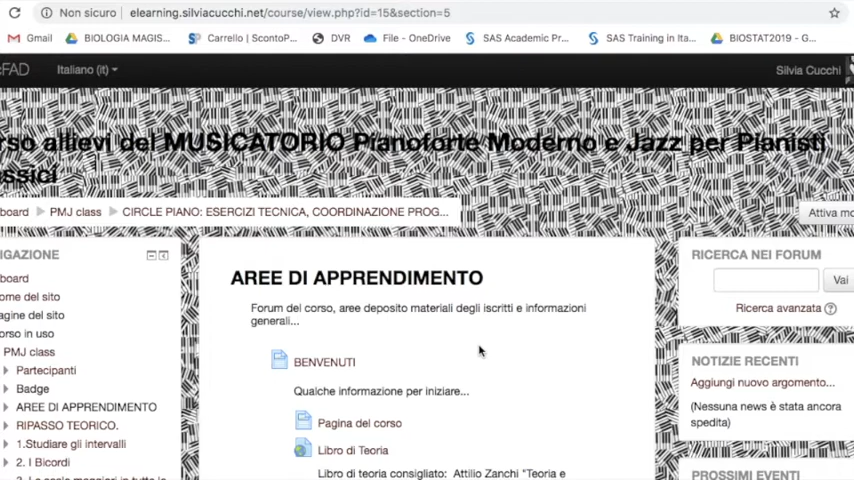 Non sicuro elearning.silviacucchi.net/course/view.php?id=15&section=5
Gmail BIOLOGIA MAGIS... Carrello | ScontoP... DVR File - OneDrive SAS Academic Pr... SAS Training in Ita... BIOSTAT2019 - G...
FAD Italiano (it) Silvia Cucchi
rso allievi del MUSICATORIO Pianoforte Moderno e Jazz per Pianisti
assici
board PMJ class CIRCLE PIANO: ESERCIZI TECNICA, COORDINAZIONE PROG... Attiva mo
IGAZIONE
board
ome del sito
agine del sito
orso in uso
PMJ class
Partecipanti
Badge
AREE DI APPRENDIMENTO
RIPASSO TEORICO.
1.Studiare gli intervalli
2. I Bicordi
AREE DI APPRENDIMENTO
Forum del corso, aree deposito materiali degli iscritti e informazioni
generali...
BENVENUTI
Qualche informazione per iniziare...
Pagina del corso
Libro di Teoria
Libro di teoria consigliato: Attilio Zanchi "Teoria e
RICERCA NEI FORUM
Vai
Ricerca avanzata
NOTIZIE RECENTI
Aggiungi nuovo argomento...
(Nessuna news è stata ancora
spedita)
PROSSIMI EVENTI